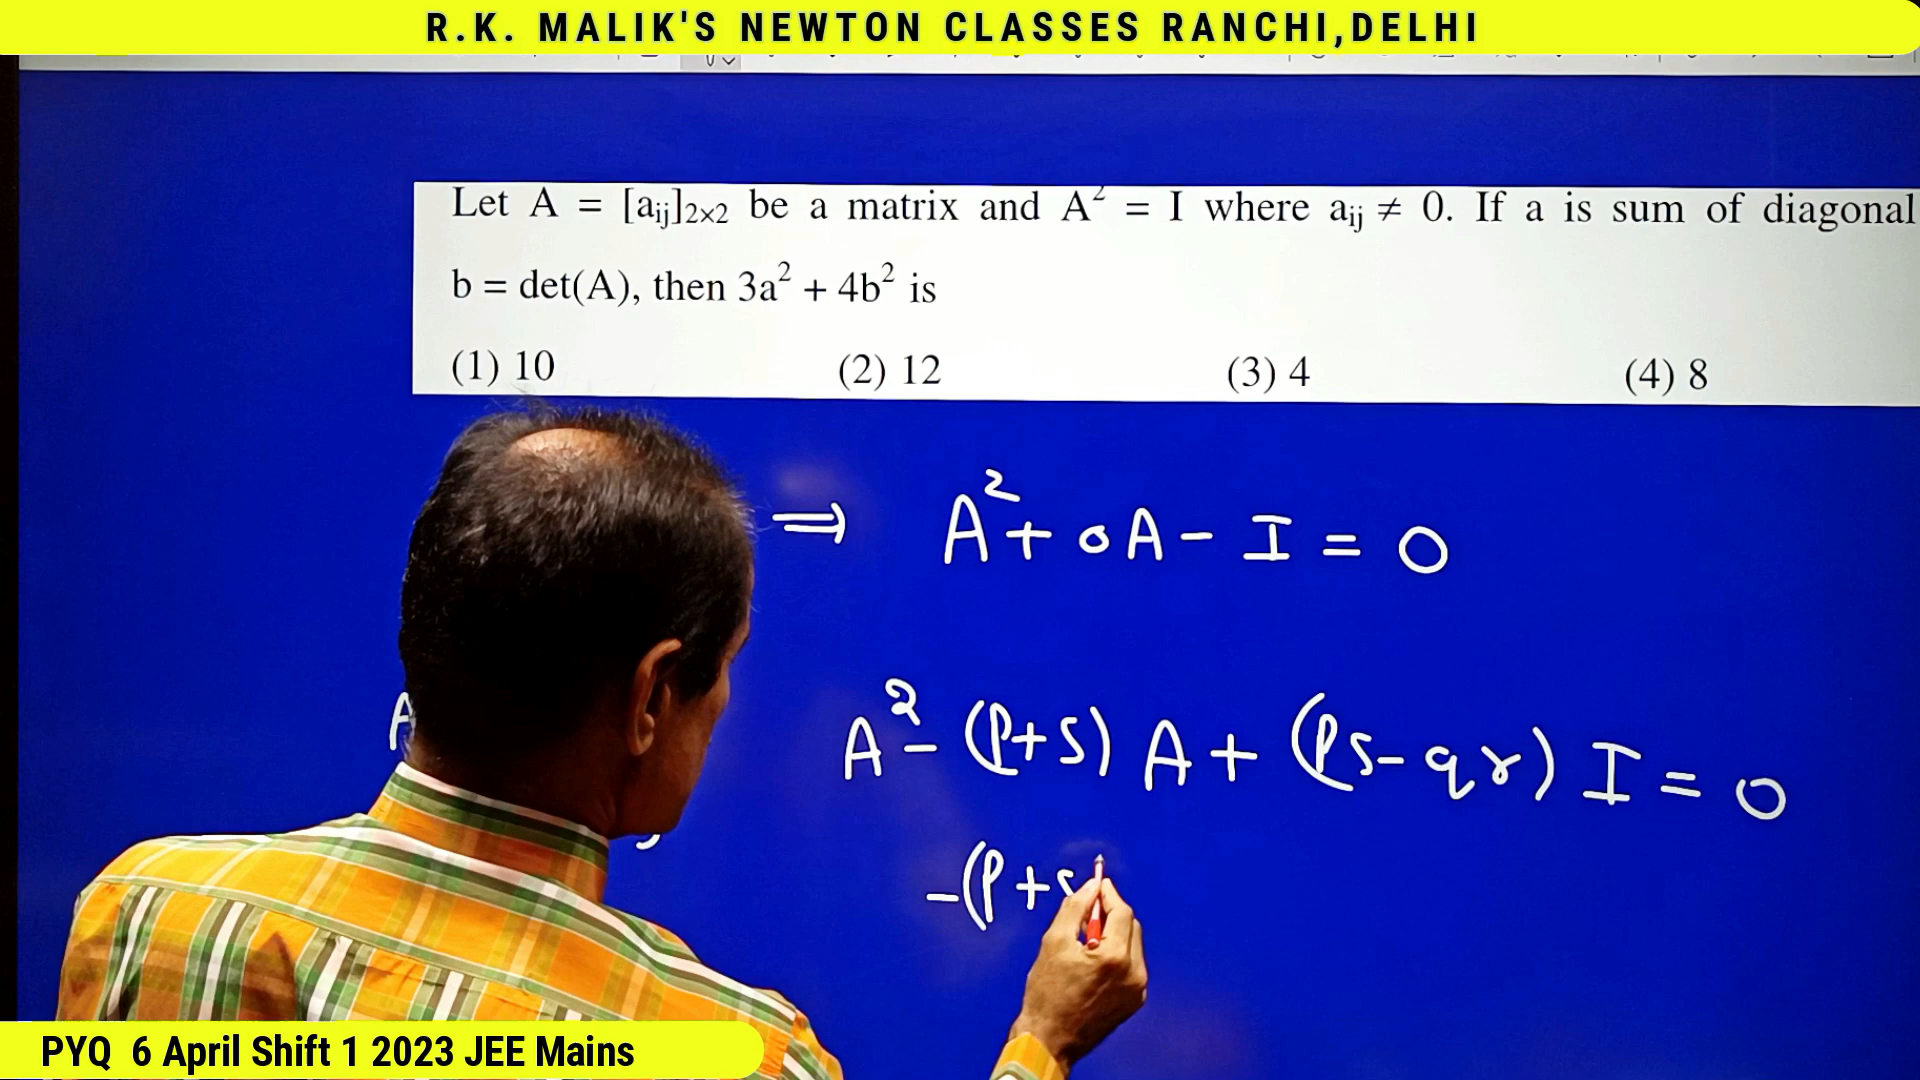 R.K. MALIK'S NEWTON CLASSES RANCHI,DELHI
Let A = [aᵢⱼ]₂ₓ₂ be a matrix and A² = I where aᵢⱼ ≠ 0. If a is sum of diagonal
b = det(A), then 3a² + 4b² is
(1) 10 (2) 12 (3) 4 (4) 8
⇒ A² + 0A - I = 0
A
A² - (P+S) A + (PS - qr) I = 0
-(P+S
PYQ 6 April Shift 1 2023 JEE Mains